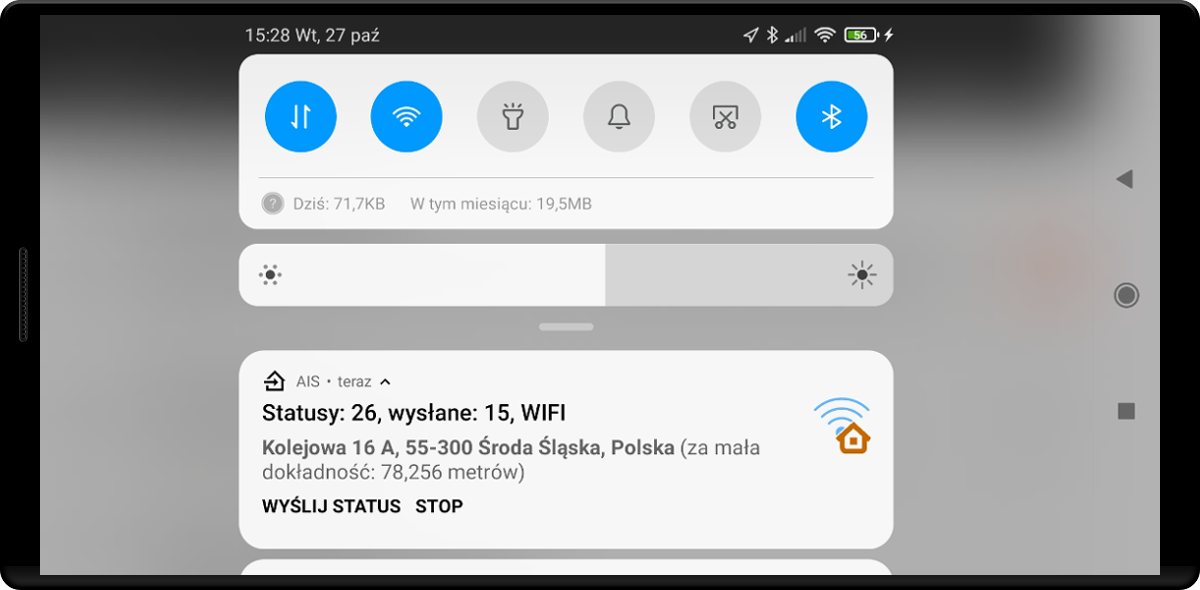 15:28 Wt, 27 paź 56
Dziś: 71,7KB W tym miesiącu: 19,5MB
AIS • teraz
Statusy: 26, wysłane: 15, WIFI
Kolejowa 16 A, 55-300 Środa Śląska, Polska (za mała
dokładność: 78,256 metrów)
WYŚLIJ STATUS STOP